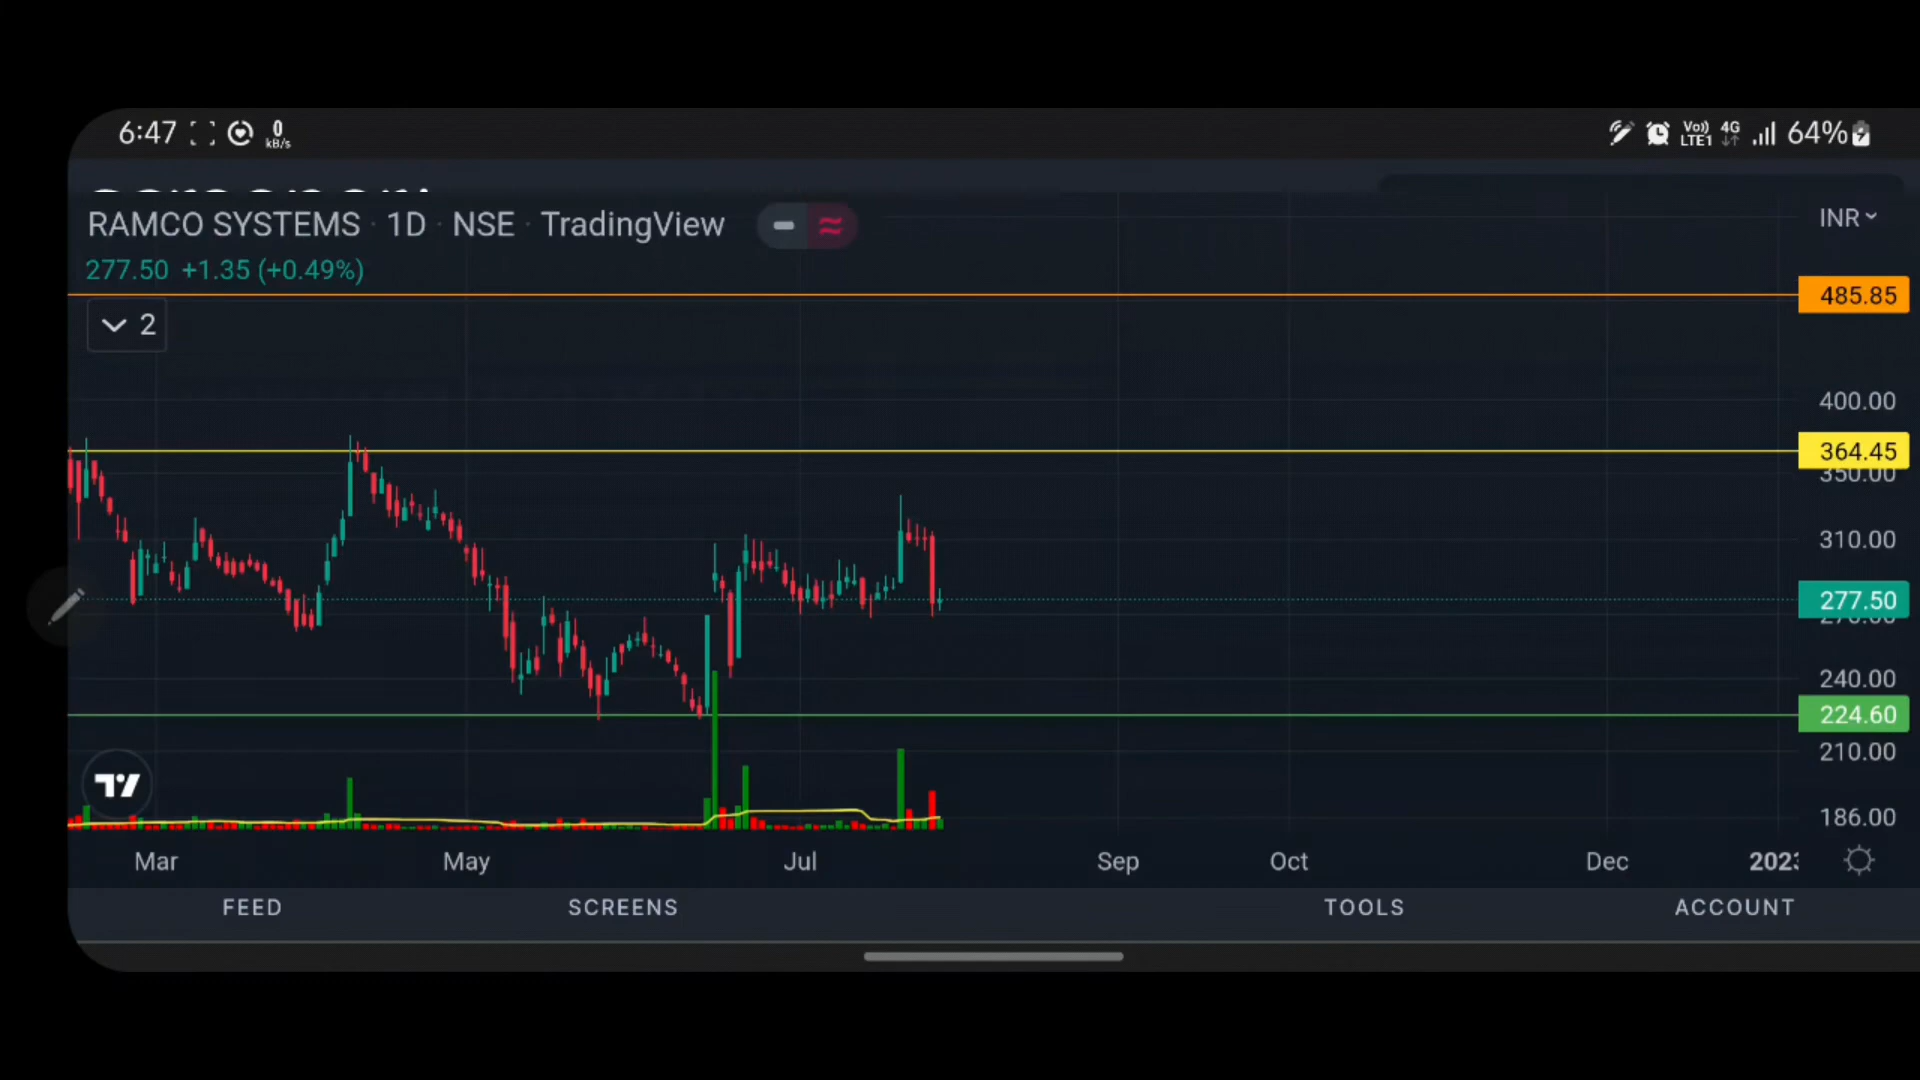 6:47 0 kB/s Vo)) LTE1 4G 64%
RAMCO SYSTEMS · 1D · NSE · TradingView
INR
277.50 +1.35 (+0.49%)
485.85
2
400.00
364.45
350.00
310.00
277.50
270.00
240.00
224.60
210.00
186.00
Mar May Jul Sep Oct Dec 2023
FEED SCREENS TOOLS ACCOUNT